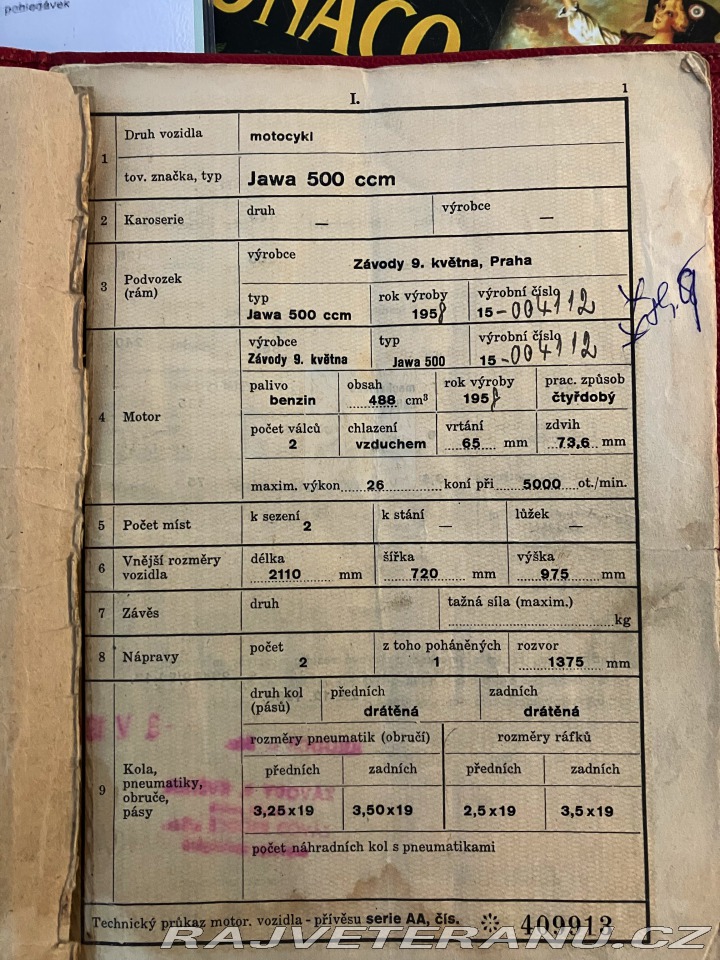 pohledávek
ONACO
I.
1
1
Druh vozidla
motocykl
tov. značka, typ
Jawa 500 ccm
2
Karoserie
druh
—
výrobce
—
3
Podvozek
(rám)
výrobce
Závody 9. května, Praha
typ
Jawa 500 ccm
rok výroby
1958
výrobní číslo
15-004112
4
Motor
výrobce
Závody 9. května
typ
Jawa 500
výrobní číslo
15-004112
palivo
benzin
obsah
488 cm³
rok výroby
1958
prac. způsob
čtyřdobý
počet válců
2
chlazení
vzduchem
vrtání
65 mm
zdvih
73,6 mm
maxim. výkon 26 koní při 5000 ot./min.
5
Počet míst
k sezení
2
k stání
—
lůžek
—
6
Vnější rozměry
vozidla
délka
2110 mm
šířka
720 mm
výška
975 mm
7
Závěs
druh
tažná síla (maxim.)
kg
8
Nápravy
počet
2
z toho poháněných
1
rozvor
1375 mm
9
Kola,
pneumatiky,
obruče,
pásy
druh kol
(pásů)
předních
drátěná
zadních
drátěná
rozměry pneumatik (obručí)
rozměry ráfků
předních
zadních
předních
zadních
3,25x19
3,50x19
2,5x19
3,5x19
počet náhradních kol s pneumatikami
Technický průkaz motor. vozidla - přívěsu serie AA, čís. 409913
RAJVETERANU.CZ